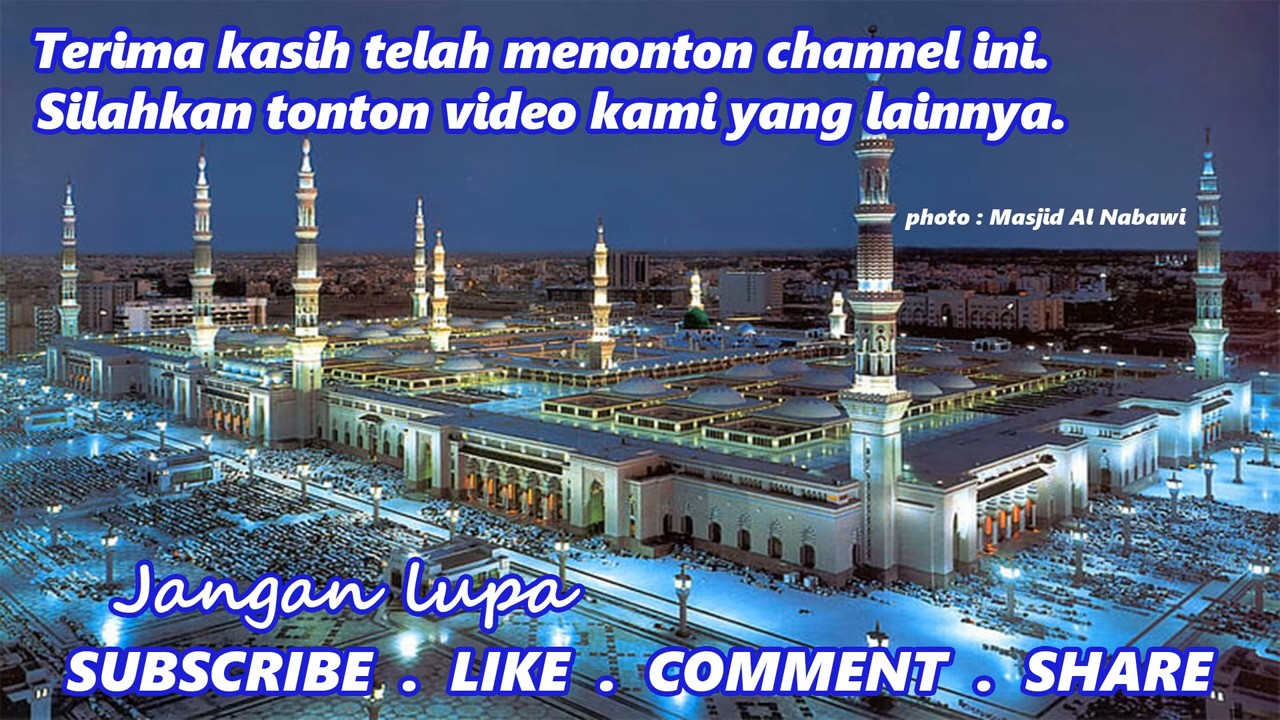 Terima kasih telah menonton channel ini.
Silahkan tonton video kami yang lainnya.
photo : Masjid Al Nabawi
Jangan lupa
SUBSCRIBE . LIKE . COMMENT . SHARE